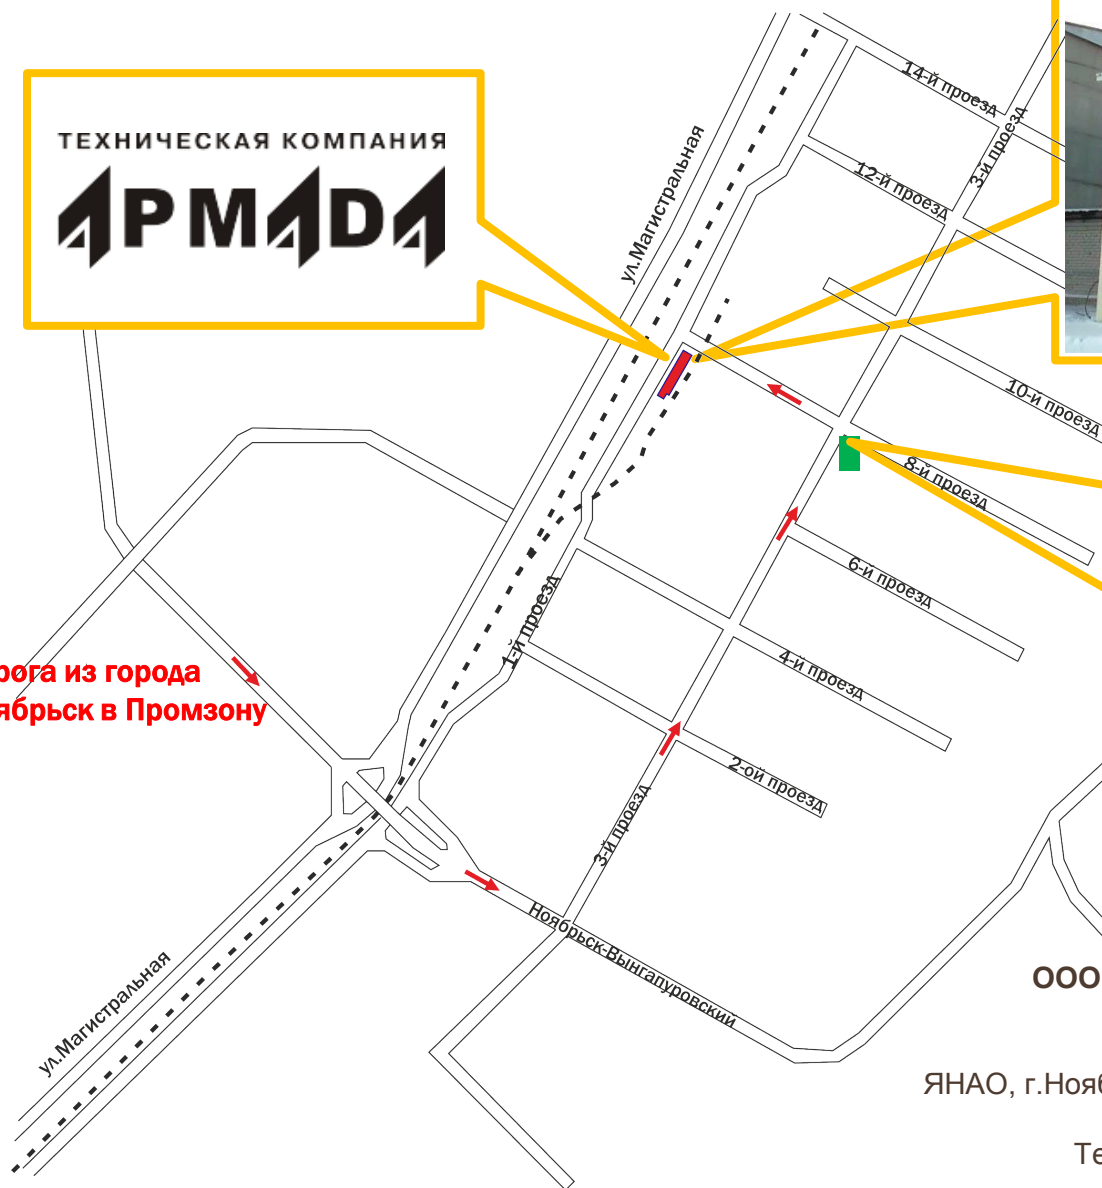 ТЕХНИЧЕСКАЯ КОМПАНИЯ
АРМАДА
14-й проезд
3-й проезд
ул.Магистральная
12-й проезд
10-й проезд
8-й проезд
6-й проезд
1-й проезд
4-й проезд
рога из города
ябрьск в Промзону
2-ой проезд
3-й проезд
Ноябрьск-Вынгапуровский
ул.Магистральная
ООО
ЯНАО, г.Нояб
Те